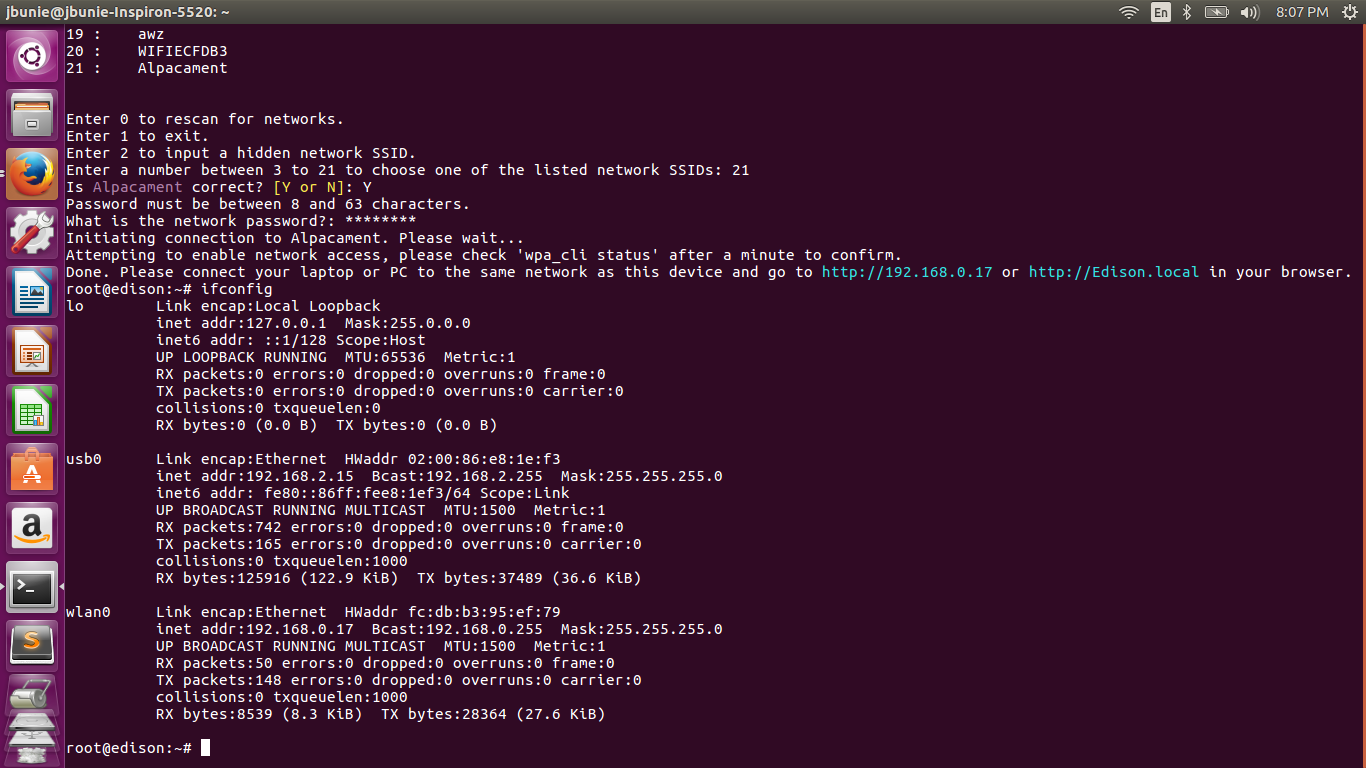 jbunie@jbunie-Inspiron-5520: ~
En
8:07 PM
19 :    awz
20 :    WIFIECFDB3
21 :    Alpacament
Enter 0 to rescan for networks.
Enter 1 to exit.
Enter 2 to input a hidden network SSID.
Enter a number between 3 to 21 to choose one of the listed network SSIDs: 21
Is Alpacament correct? [Y or N]: Y
Password must be between 8 and 63 characters.
What is the network password?: ********
Initiating connection to Alpacament. Please wait...
Attempting to enable network access, please check 'wpa_cli status' after a minute to confirm.
Done. Please connect your laptop or PC to the same network as this device and go to http://192.168.0.17 or http://Edison.local in your browser.
root@edison:~# ifconfig
lo        Link encap:Local Loopback
          inet addr:127.0.0.1  Mask:255.0.0.0
          inet6 addr: ::1/128 Scope:Host
          UP LOOPBACK RUNNING  MTU:65536  Metric:1
          RX packets:0 errors:0 dropped:0 overruns:0 frame:0
          TX packets:0 errors:0 dropped:0 overruns:0 carrier:0
          collisions:0 txqueuelen:0
          RX bytes:0 (0.0 B)  TX bytes:0 (0.0 B)
usb0      Link encap:Ethernet  HWaddr 02:00:86:e8:1e:f3
          inet addr:192.168.2.15  Bcast:192.168.2.255  Mask:255.255.255.0
          inet6 addr: fe80::86ff:fee8:1ef3/64 Scope:Link
          UP BROADCAST RUNNING MULTICAST  MTU:1500  Metric:1
          RX packets:742 errors:0 dropped:0 overruns:0 frame:0
          TX packets:165 errors:0 dropped:0 overruns:0 carrier:0
          collisions:0 txqueuelen:1000
          RX bytes:125916 (122.9 KiB)  TX bytes:37489 (36.6 KiB)
wlan0     Link encap:Ethernet  HWaddr fc:db:b3:95:ef:79
          inet addr:192.168.0.17  Bcast:192.168.0.255  Mask:255.255.255.0
          UP BROADCAST RUNNING MULTICAST  MTU:1500  Metric:1
          RX packets:50 errors:0 dropped:0 overruns:0 frame:0
          TX packets:148 errors:0 dropped:0 overruns:0 carrier:0
          collisions:0 txqueuelen:1000
          RX bytes:8539 (8.3 KiB)  TX bytes:28364 (27.6 KiB)
root@edison:~#